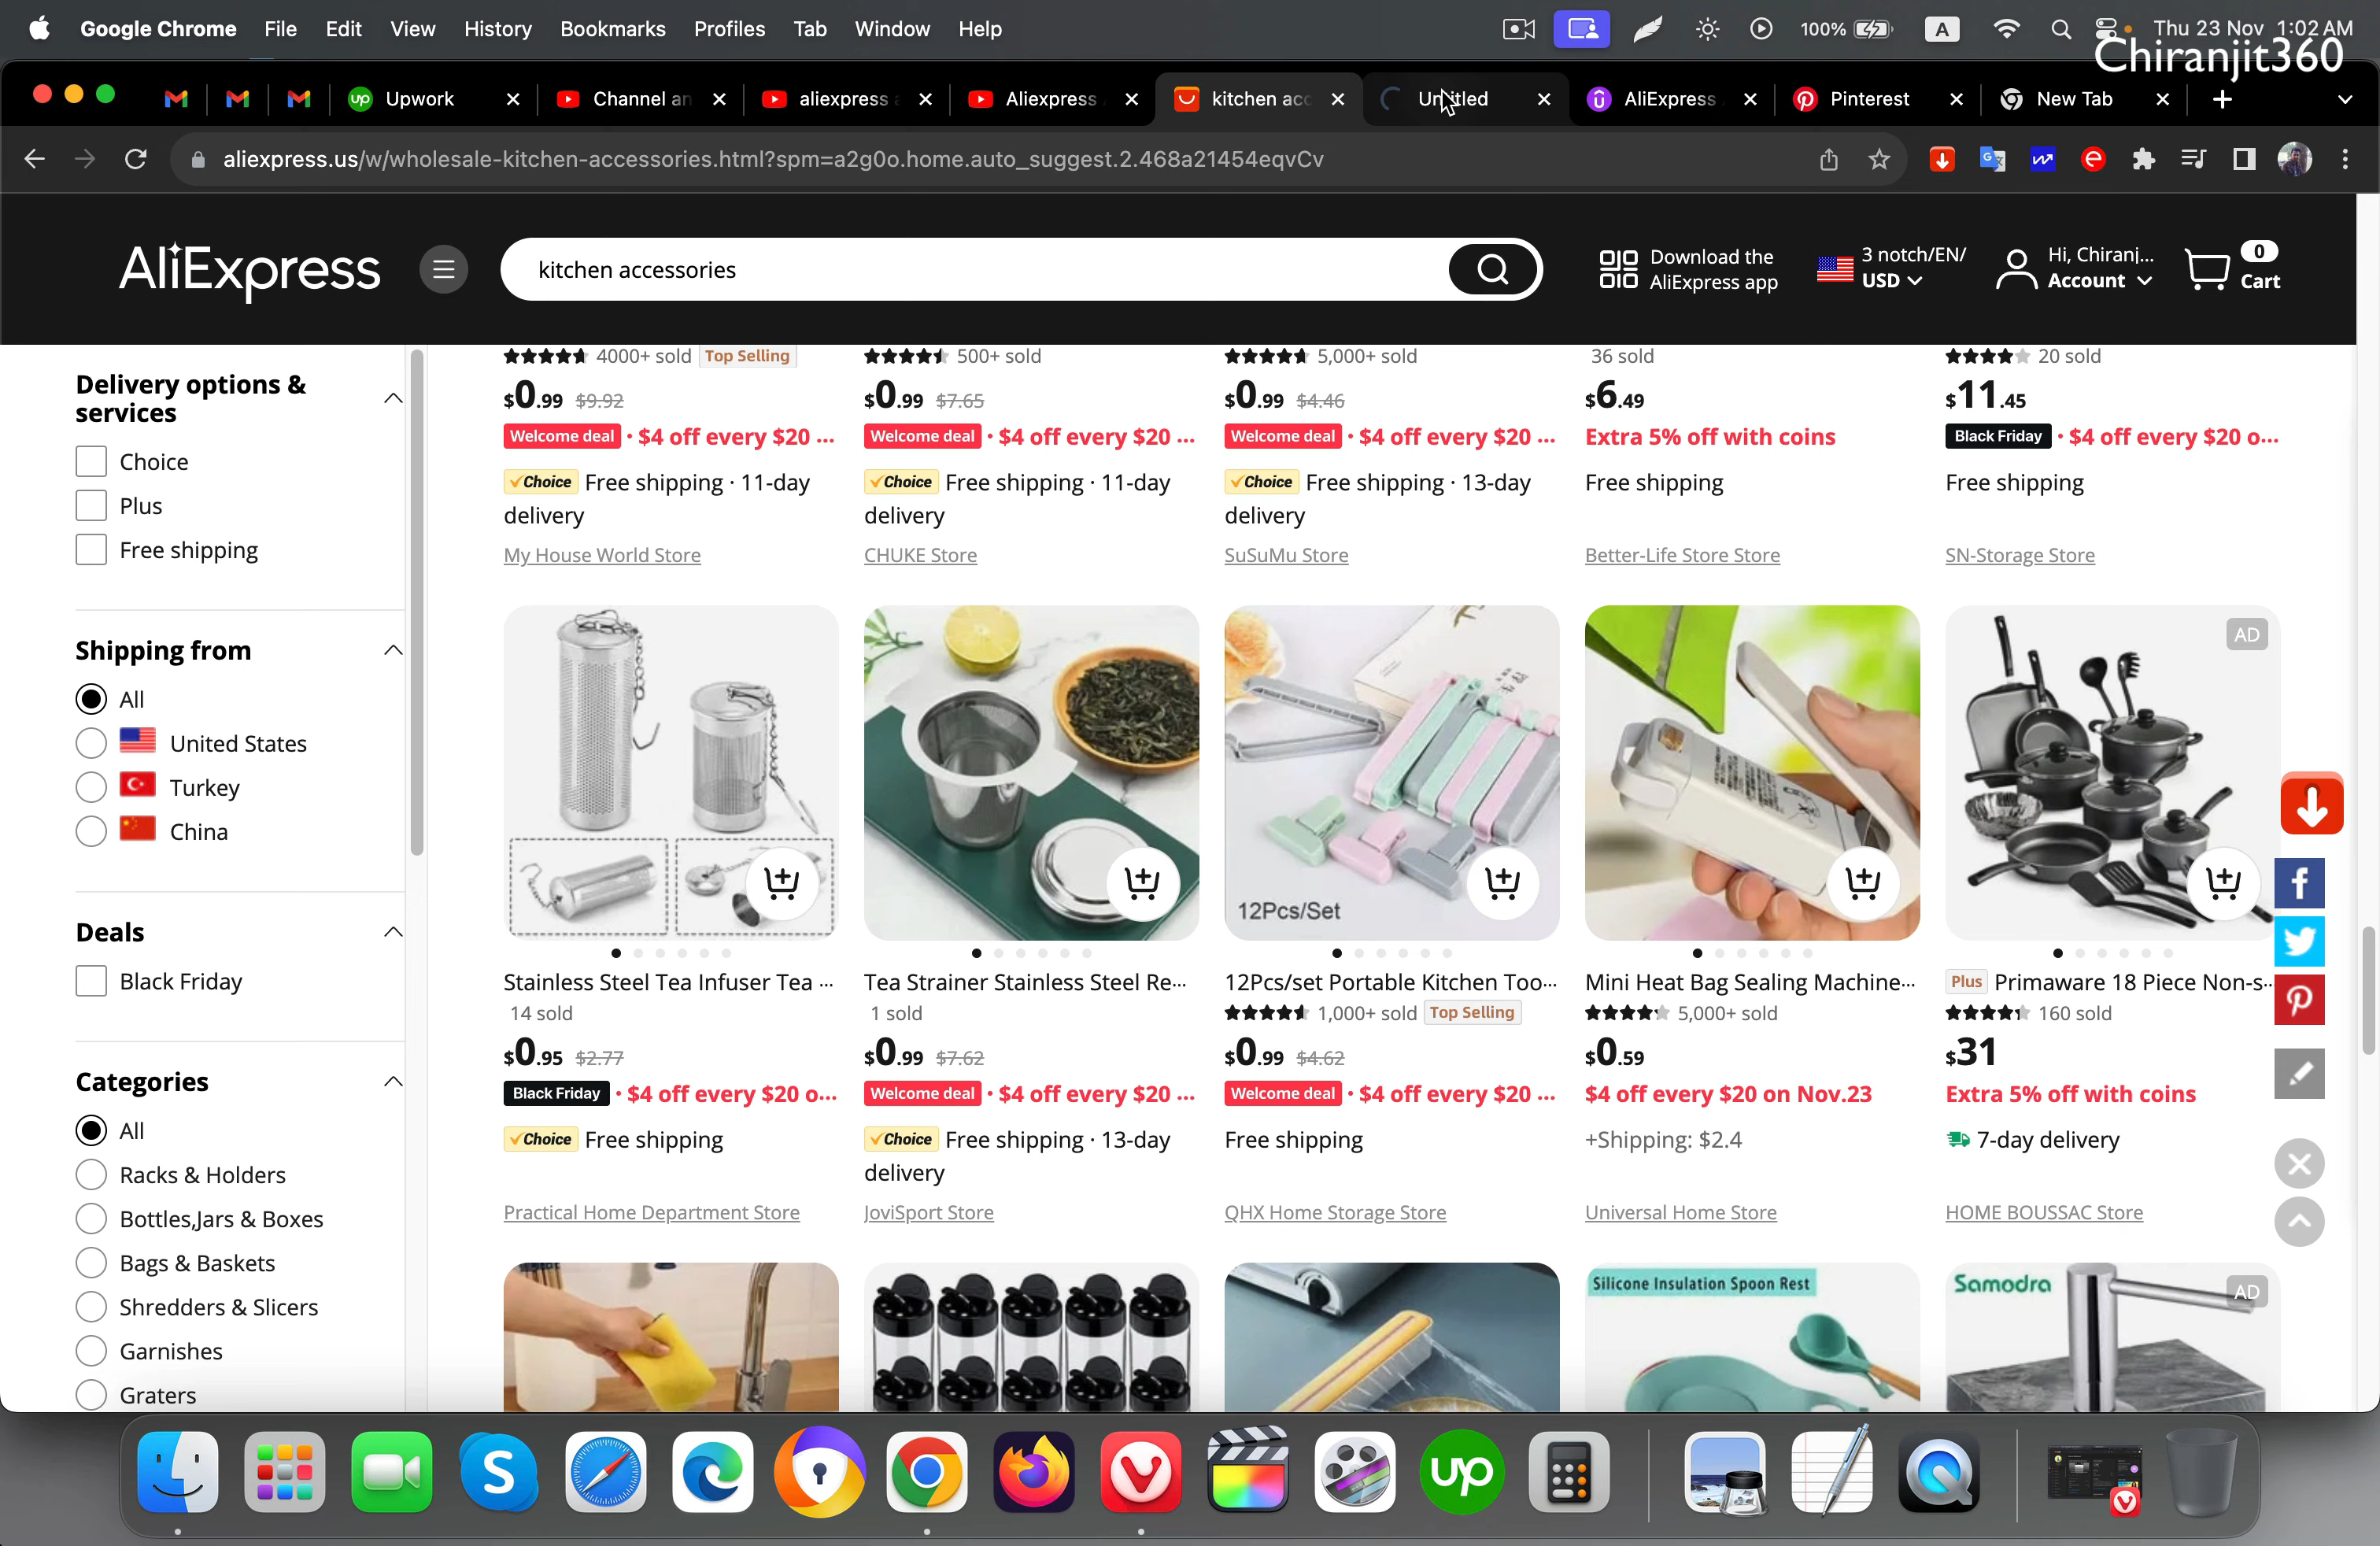 Google Chrome File Edit View History Bookmarks Profiles Tab Window Help 100% A Thu 23 Nov 1:02 AM
Chiranjit360
Upwork Channel an aliexpress Aliexpress kitchen acc Untitled AliExpress Pinterest New Tab
aliexpress.us/w/wholesale-kitchen-accessories.html?spm=a2g0o.home.auto_suggest.2.468a21454eqvCv
AliExpress
kitchen accessories
Download the
AliExpress app
3 notch/EN/
USD
Hi, Chiranj...
Account
0
Cart
Delivery options &
services
Choice
Plus
Free shipping
Shipping from
All
United States
Turkey
China
Deals
Black Friday
Categories
All
Racks & Holders
Bottles,Jars & Boxes
Bags & Baskets
Shredders & Slicers
Garnishes
Graters
4000+ sold Top Selling
$0.99 $9.92
Welcome deal · $4 off every $20 ...
Choice Free shipping · 11-day
delivery
My House World Store
500+ sold
$0.99 $7.65
Welcome deal · $4 off every $20 ...
Choice Free shipping · 11-day
delivery
CHUKE Store
5,000+ sold
$0.99 $4.46
Welcome deal · $4 off every $20 ...
Choice Free shipping · 13-day
delivery
SuSuMu Store
36 sold
$6.49
Extra 5% off with coins
Free shipping
Better-Life Store Store
20 sold
$11.45
Black Friday · $4 off every $20 o...
Free shipping
SN-Storage Store
Stainless Steel Tea Infuser Tea ...
14 sold
$0.95 $2.77
Black Friday · $4 off every $20 o...
Choice Free shipping
Practical Home Department Store
Tea Strainer Stainless Steel Re...
1 sold
$0.99 $7.62
Welcome deal · $4 off every $20 ...
Choice Free shipping · 13-day
delivery
JoviSport Store
12Pcs/Set
12Pcs/set Portable Kitchen Too...
1,000+ sold Top Selling
$0.99 $4.62
Welcome deal · $4 off every $20 ...
Free shipping
QHX Home Storage Store
Mini Heat Bag Sealing Machine...
5,000+ sold
$0.59
$4 off every $20 on Nov.23
+Shipping: $2.4
Universal Home Store
AD
Plus Primaware 18 Piece Non-s...
160 sold
$31
Extra 5% off with coins
7-day delivery
HOME BOUSSAC Store
Silicone Insulation Spoon Rest
Samodra
AD